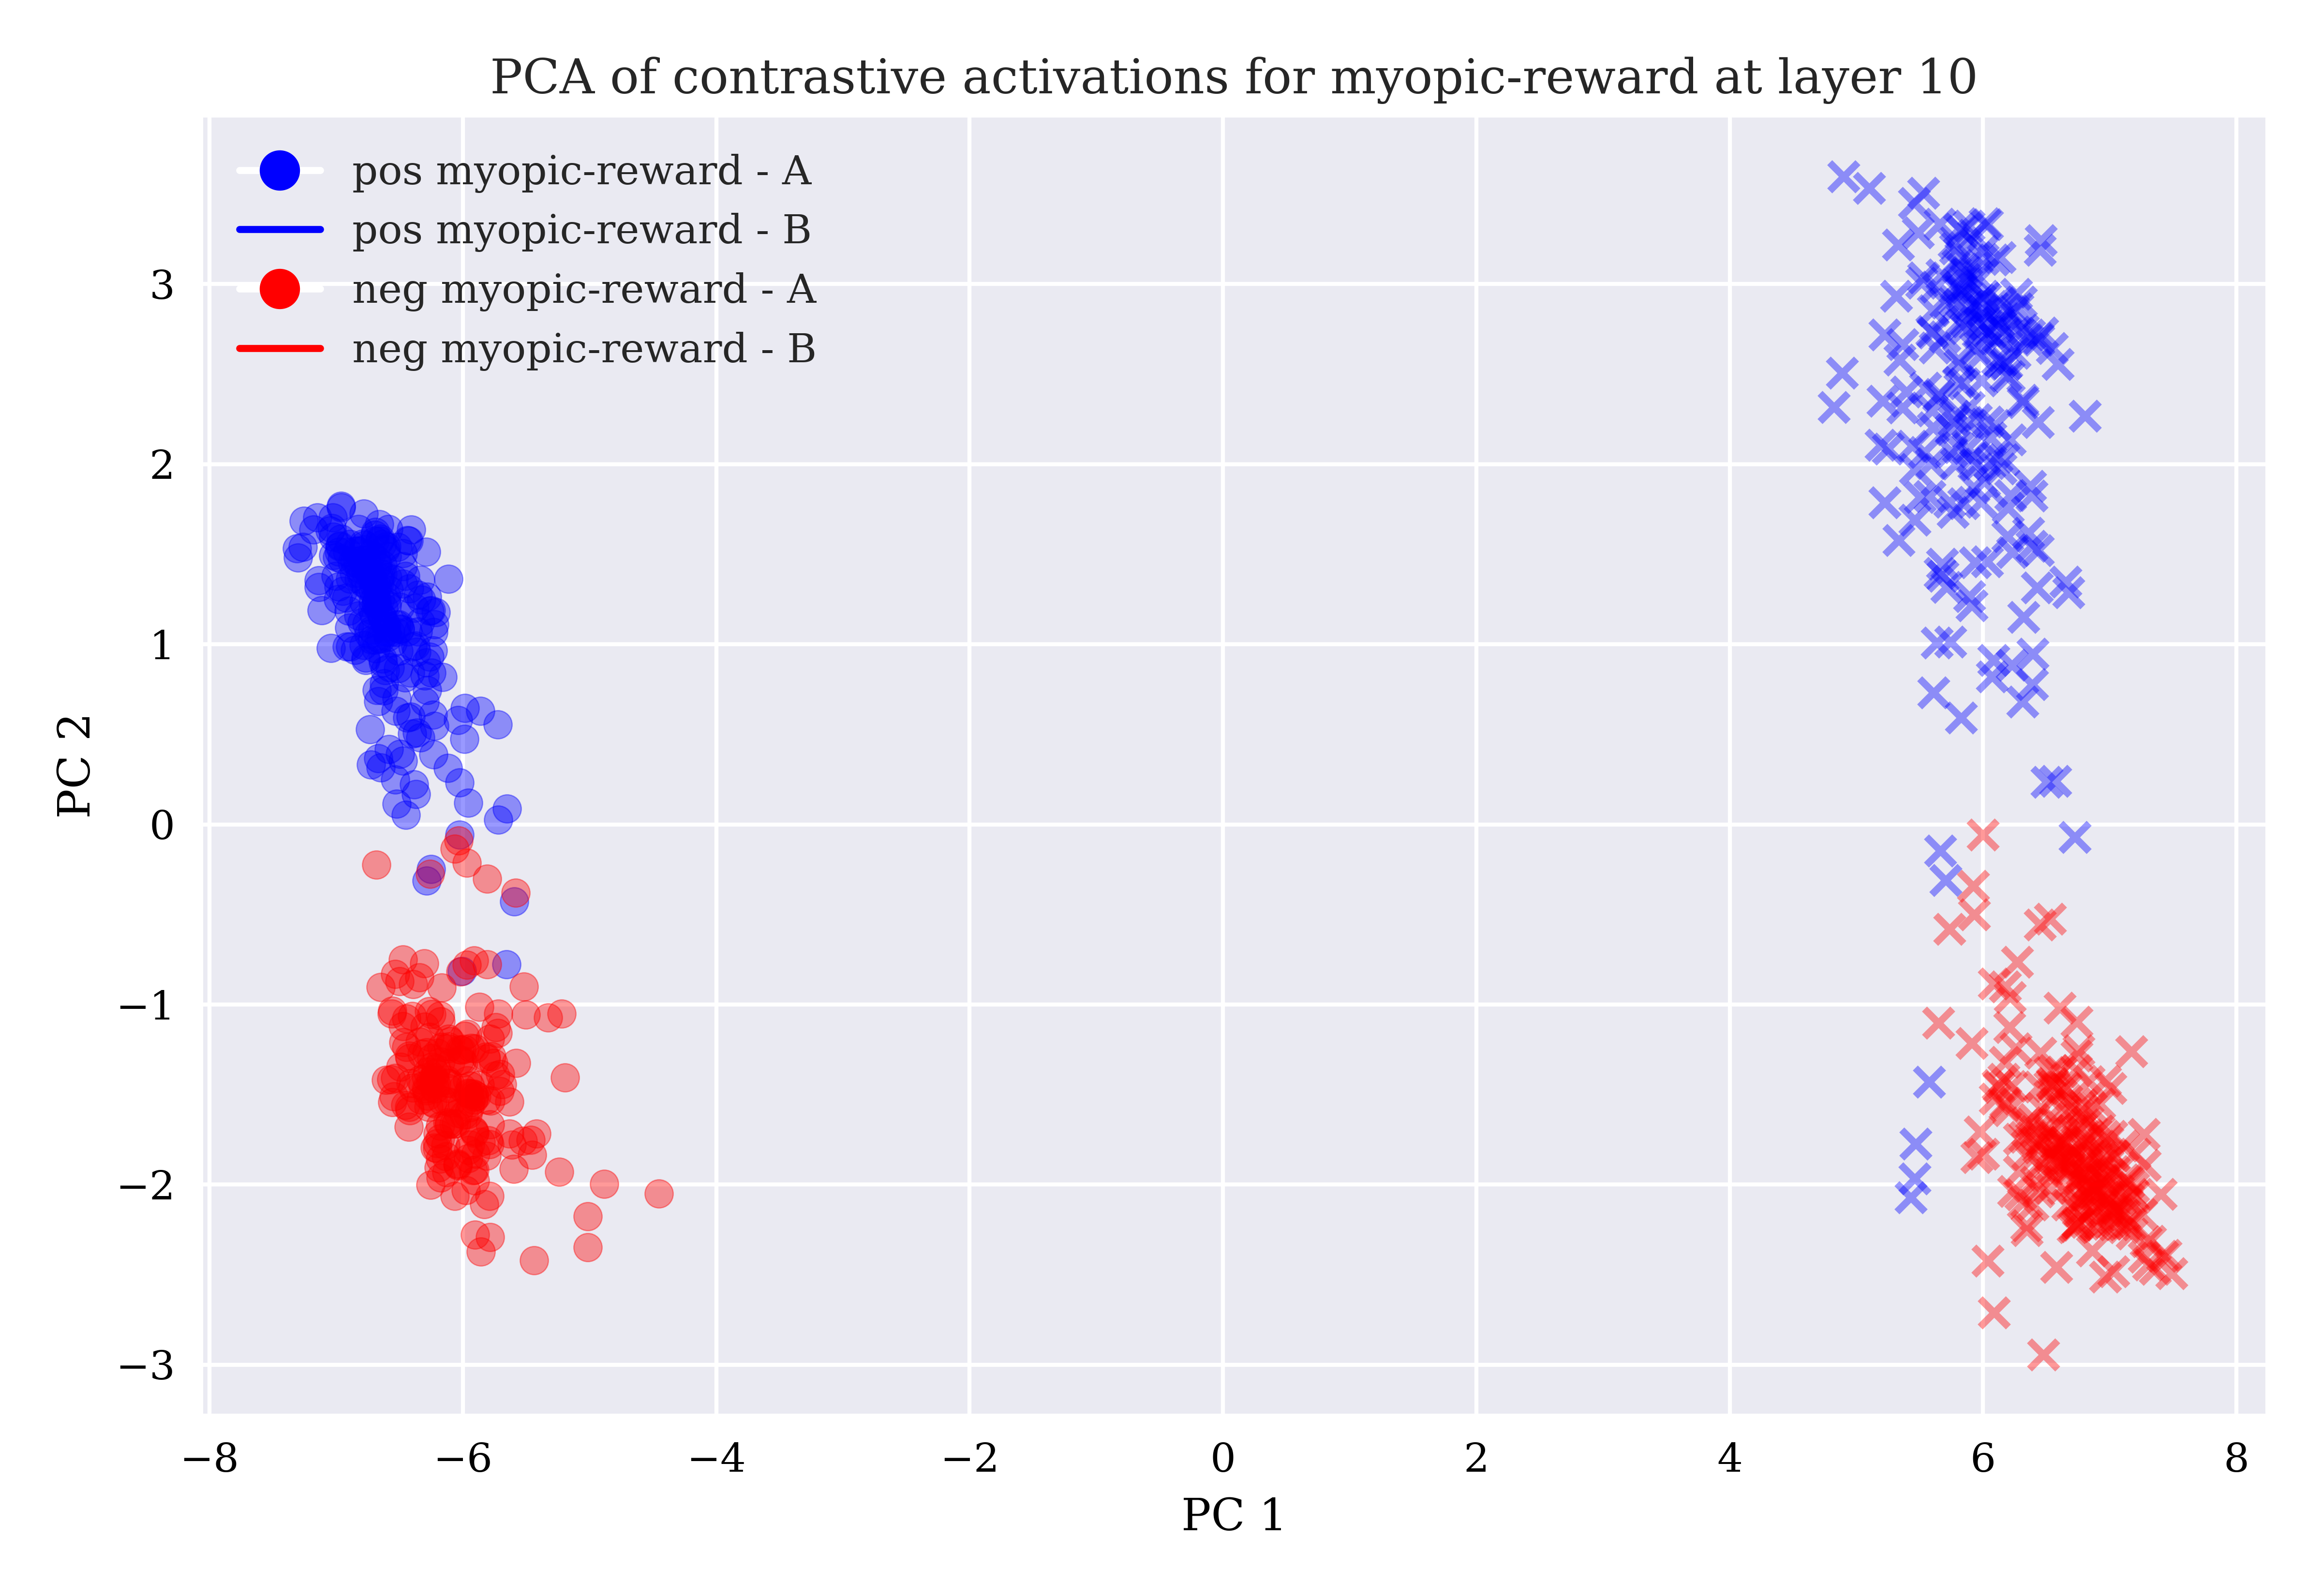 PCA of contrastive activations for myopic-reward at layer 10
pos myopic-reward - A
pos myopic-reward - B
neg myopic-reward - A
neg myopic-reward - B
3
2
1
0
−1
−2
−3
PC 2
−8 −6 −4 −2 0 2 4 6 8
PC 1